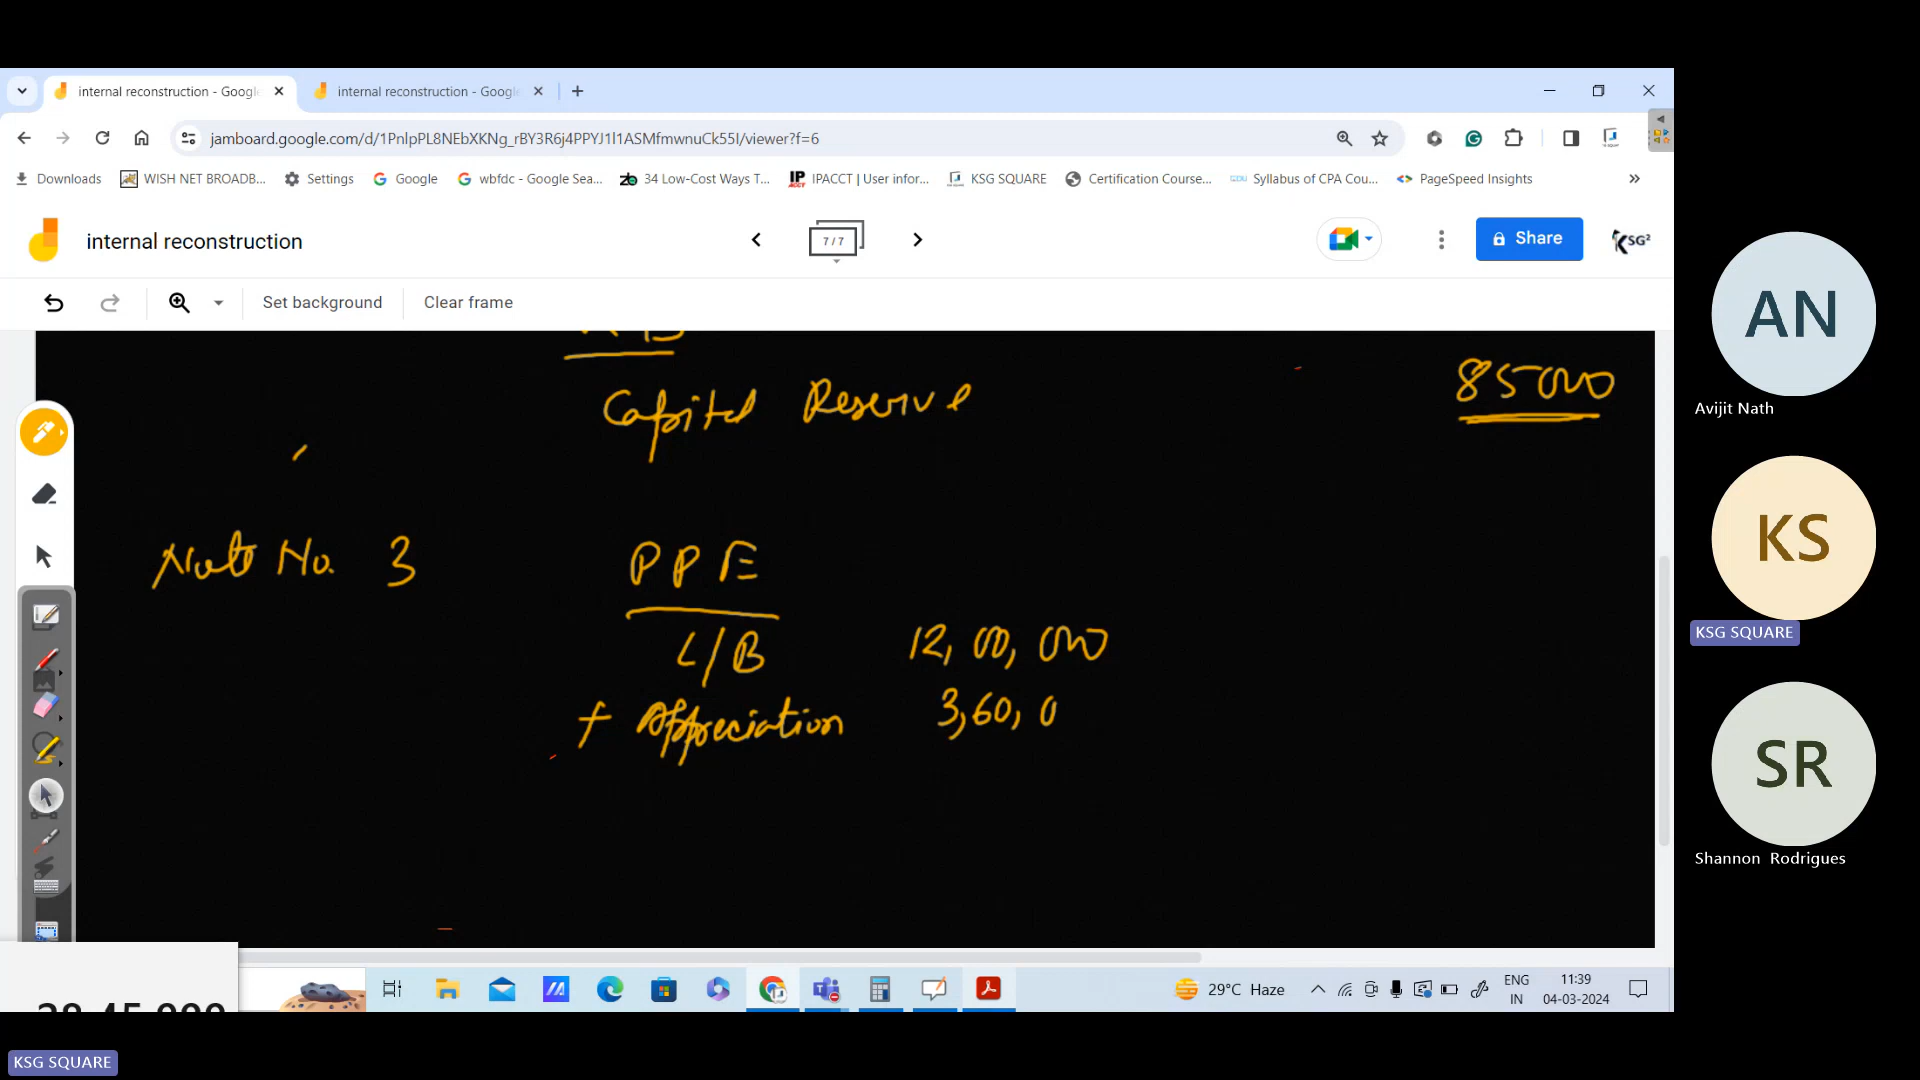 internal reconstruction - Googl
internal reconstruction - Googl
jamboard.google.com/d/1PnlpPL8NEbXKNg_rBY3R6j4PPYJ1l1ASMfmwnuCk55I/viewer?f=6
Downloads
WISH NET BROADB...
Settings
Google
wbfdc - Google Sea...
34 Low-Cost Ways T...
IPACCT | User infor...
KSG SQUARE
Certification Course...
Syllabus of CPA Cou...
PageSpeed Insights
internal reconstruction
7 / 7
Share
KSG²
Set background
Clear frame
Capital Reserve 85000
Note No. 3 PPE
L/B 12,00,000
+ Appreciation 3,60,0
AN
Avijit Nath
KS
KSG SQUARE
SR
Shannon Rodrigues
29°C Haze
ENG
IN
11:39
04-03-2024
KSG SQUARE